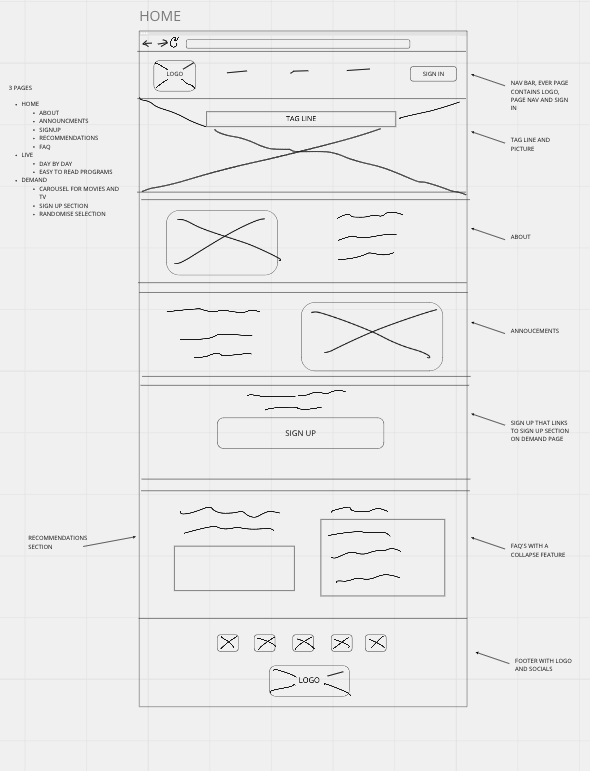 HOME
3 PAGES
• HOME
• ABOUT
• ANNOUNCMENTS
• SIGNUP
• RECOMMENDATIONS
• FAQ
• LIVE
• DAY BY DAY
• EASY TO READ PROGRAMS
• DEMAND
• CAROUSEL FOR MOVIES AND
TV
• SIGN UP SECTION
• RANDOMISE SELECTION
LOGO
SIGN IN
NAV BAR, EVER PAGE
CONTAINS LOGO,
PAGE NAV AND SIGN
IN
TAG LINE
TAG LINE AND
PICTURE
ABOUT
ANNOUCEMENTS
SIGN UP
SIGN UP THAT LINKS
TO SIGN UP SECTION
ON DEMAND PAGE
RECOMMENDATIONS
SECTION
FAQ'S WITH A
COLLAPSE FEATURE
LOGO
FOOTER WITH LOGO
AND SOCIALS